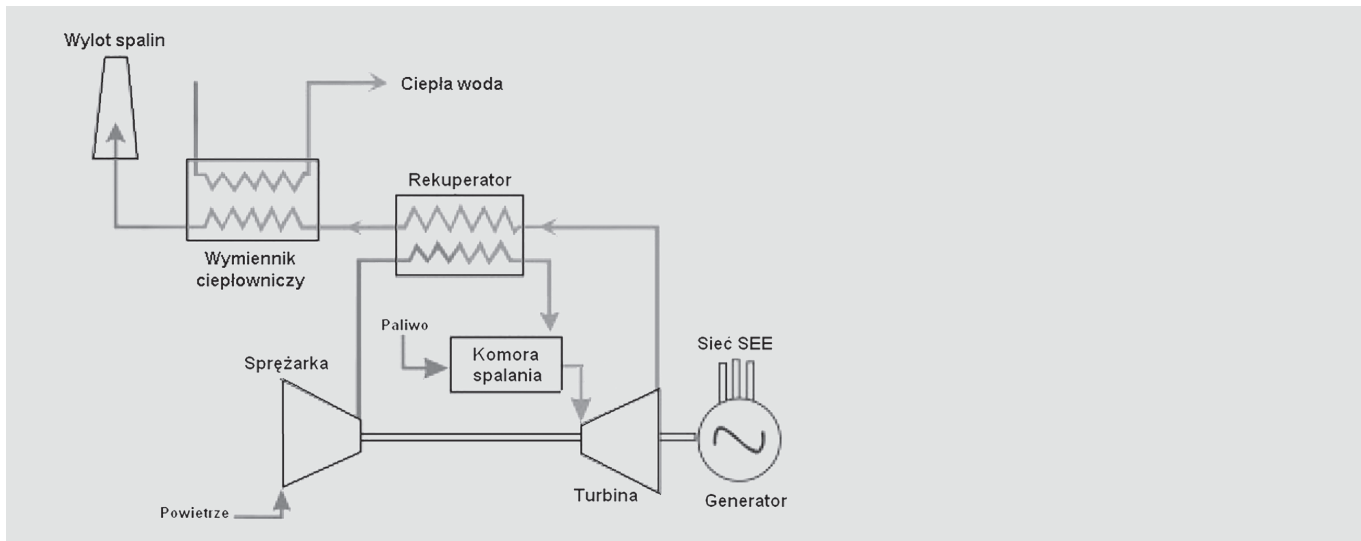 Wylot spalin
Ciepła woda
Rekuperator
Wymiennik
ciepłowniczy
Paliwo
Komora
spalania
Sieć SEE
Sprężarka
Turbina
Generator
Powietrze